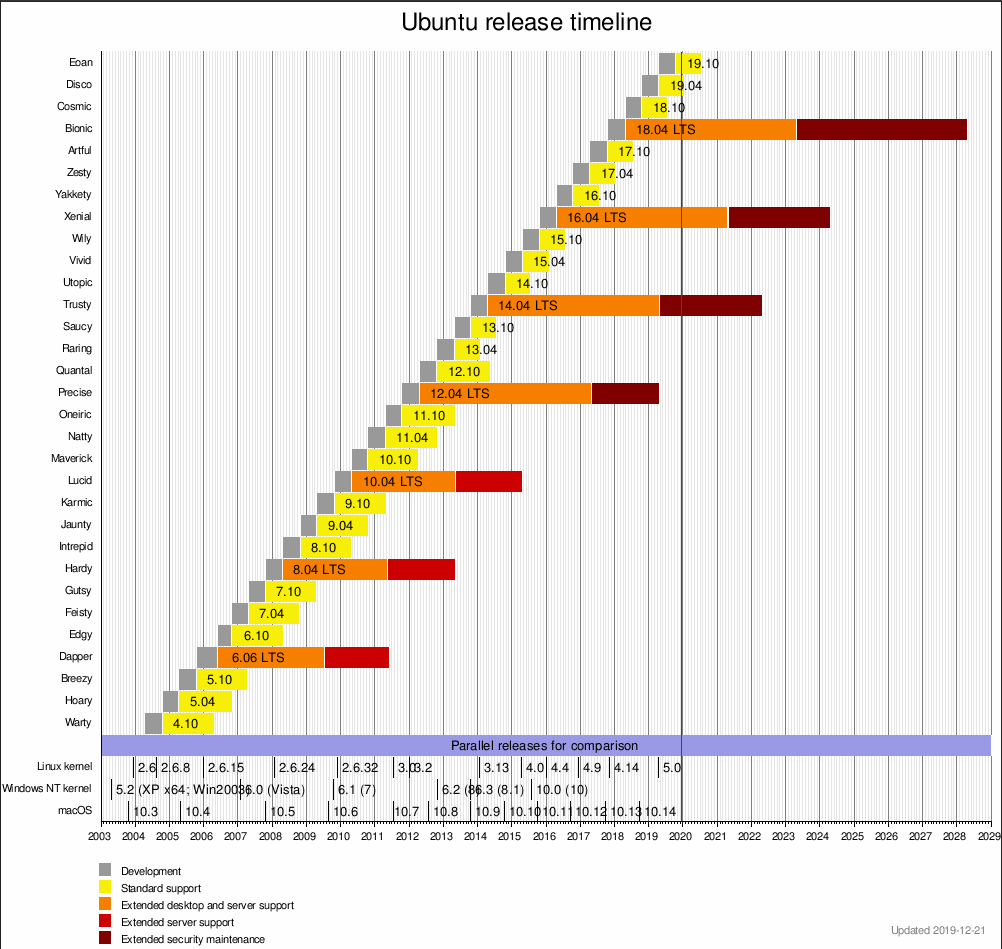 Ubuntu release timeline
Eoan 19.10
Disco 19.04
Cosmic 18.10
Bionic 18.04 LTS
Artful 17.10
Zesty 17.04
Yakkety 16.10
Xenial 16.04 LTS
Wily 15.10
Vivid 15.04
Utopic 14.10
Trusty 14.04 LTS
Saucy 13.10
Raring 13.04
Quantal 12.10
Precise 12.04 LTS
Oneiric 11.10
Natty 11.04
Maverick 10.10
Lucid 10.04 LTS
Karmic 9.10
Jaunty 9.04
Intrepid 8.10
Hardy 8.04 LTS
Gutsy 7.10
Feisty 7.04
Edgy 6.10
Dapper 6.06 LTS
Breezy 5.10
Hoary 5.04
Warty 4.10
Parallel releases for comparison
Linux kernel 2.6 2.6.8 2.6.15 2.6.24 2.6.32 3.0 3.2 3.13 4.0 4.4 4.9 4.14 5.0
Windows NT kernel 5.2 (XP x64; Win2003) 6.0 (Vista) 6.1 (7) 6.2 (8) 6.3 (8.1) 10.0 (10)
macOS 10.3 10.4 10.5 10.6 10.7 10.8 10.9 10.10 10.11 10.12 10.13 10.14
2003 2004 2005 2006 2007 2008 2009 2010 2011 2012 2013 2014 2015 2016 2017 2018 2019 2020 2021 2022 2023 2024 2025 2026 2027 2028 2029
Development
Standard support
Extended desktop and server support
Extended server support
Extended security maintenance
Updated 2019-12-21